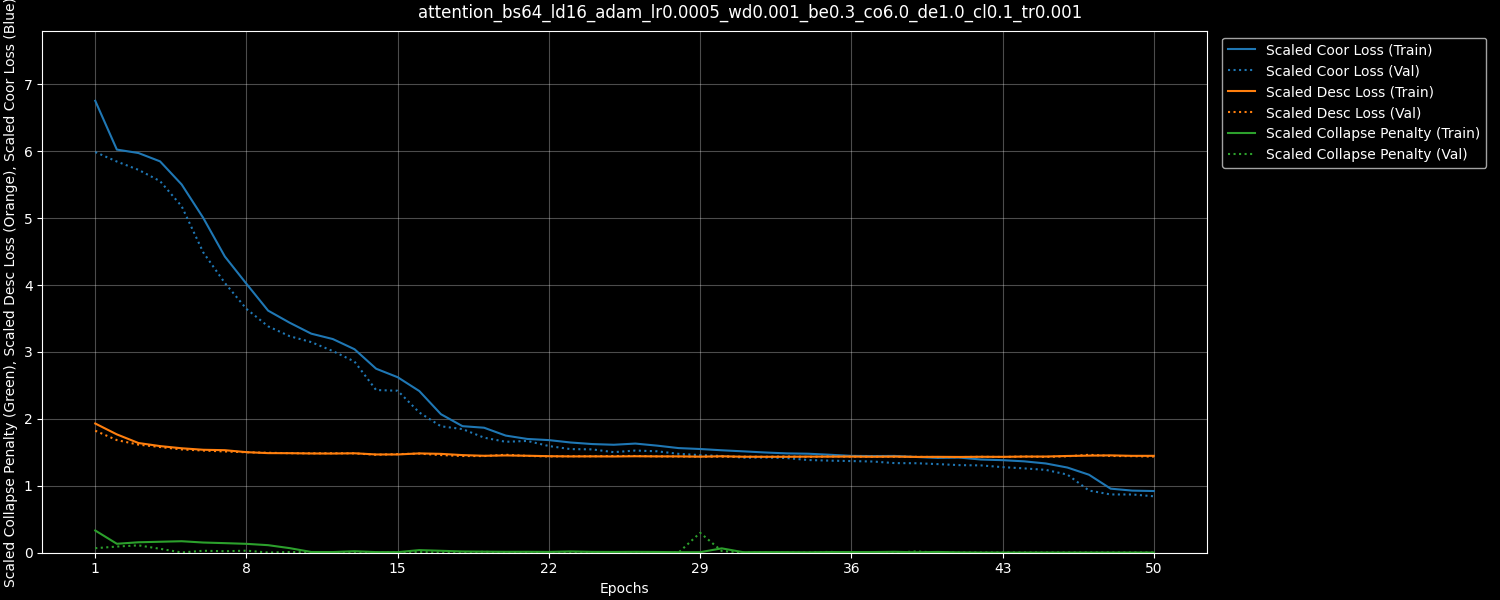 attention_bs64_ld16_adam_lr0.0005_wd0.001_be0.3_co6.0_de1.0_cl0.1_tr0.001
Scaled Collapse Penalty (Green), Scaled Desc Loss (Orange), Scaled Coor Loss (Blue)
7
6
5
4
3
2
1
0
1 8 15 22 29 36 43 50
Epochs
Scaled Coor Loss (Train)
Scaled Coor Loss (Val)
Scaled Desc Loss (Train)
Scaled Desc Loss (Val)
Scaled Collapse Penalty (Train)
Scaled Collapse Penalty (Val)